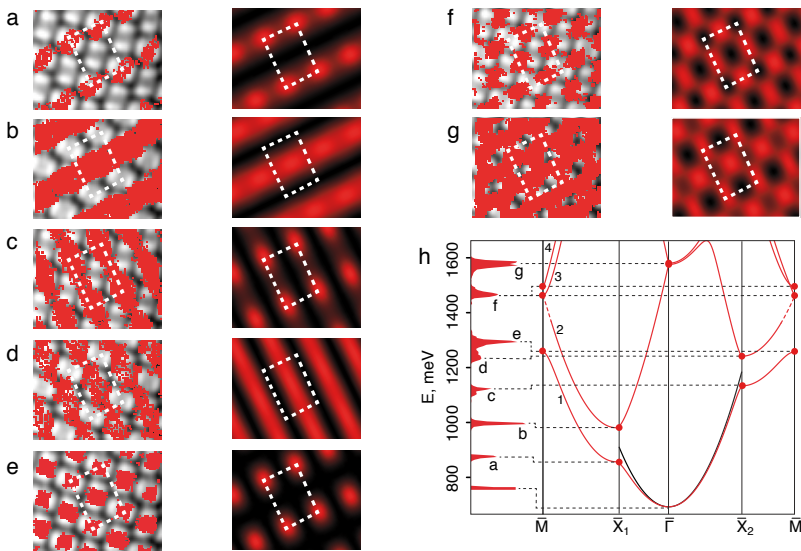 a
b
c
d
e
f
g
h
E, meV
1600
1400
1200
1000
800
g
f
e
d
c
b
a
4
3
2
1
M̅
X̅₁
Γ̅
X̅₂
M̅